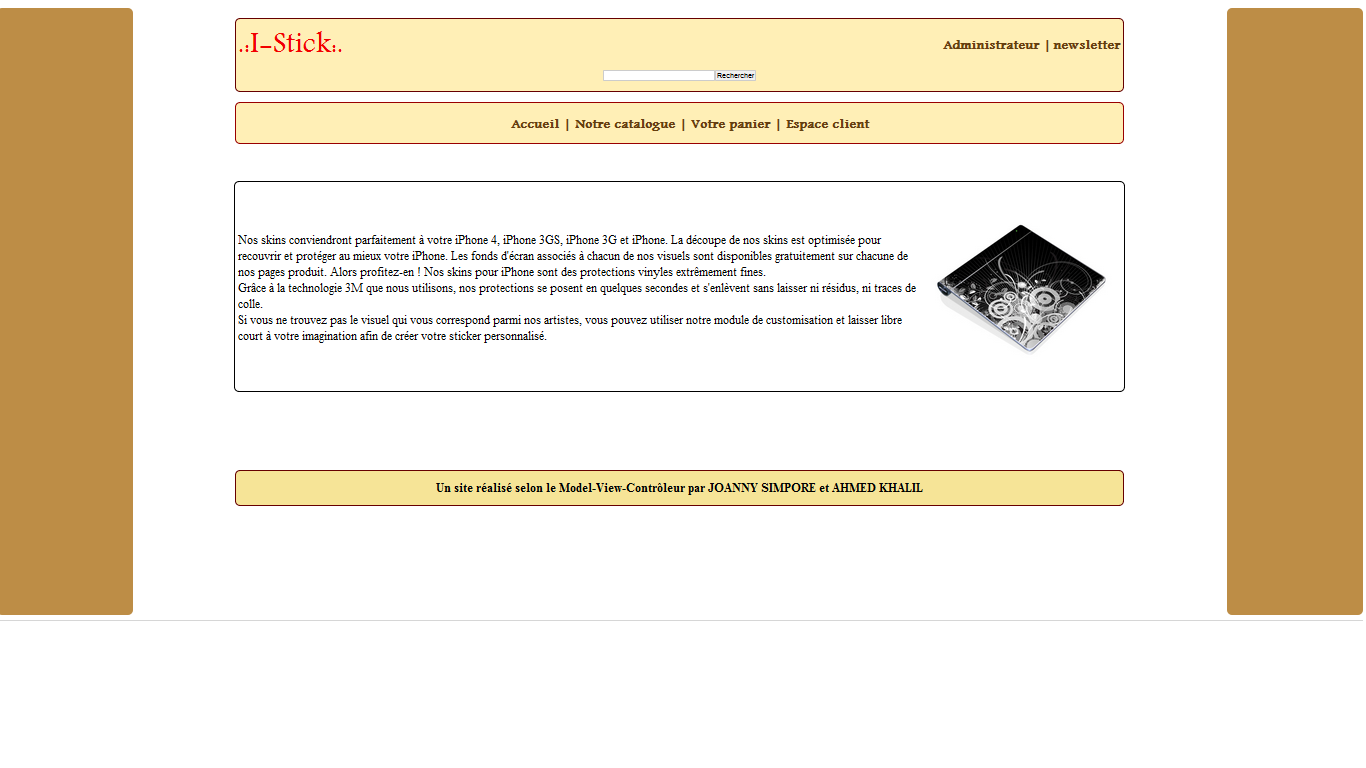 .:I-Stick:.
Administrateur | newsletter
Rechercher
Accueil | Notre catalogue | Votre panier | Espace client
Nos skins conviendront parfaitement à votre iPhone 4, iPhone 3GS, iPhone 3G et iPhone. La découpe de nos skins est optimisée pour
recouvrir et protéger au mieux votre iPhone. Les fonds d'écran associés à chacun de nos visuels sont disponibles gratuitement sur chacune de
nos pages produit. Alors profitez-en ! Nos skins pour iPhone sont des protections vinyles extrêmement fines.
Grâce à la technologie 3M que nous utilisons, nos protections se posent en quelques secondes et s'enlèvent sans laisser ni résidus, ni traces de
colle.
Si vous ne trouvez pas le visuel qui vous correspond parmi nos artistes, vous pouvez utiliser notre module de customisation et laisser libre
court à votre imagination afin de créer votre sticker personnalisé.
Un site réalisé selon le Model-View-Contrôleur par JOANNY SIMPORE et AHMED KHALIL